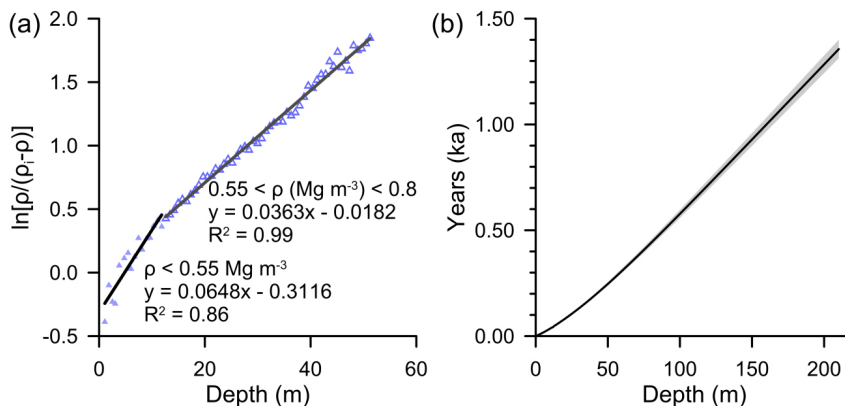 (a)
2.0
1.5
1.0
0.5
0.0
-0.5
ln[ρ/(ρᵢ-ρ)]
0.55 < ρ (Mg m⁻³) < 0.8
y = 0.0363x - 0.0182
R² = 0.99
ρ < 0.55 Mg m⁻³
y = 0.0648x - 0.3116
R² = 0.86
0 20 40 60
Depth (m)
(b)
1.50
1.00
0.50
0.00
Years (ka)
0 50 100 150 200
Depth (m)